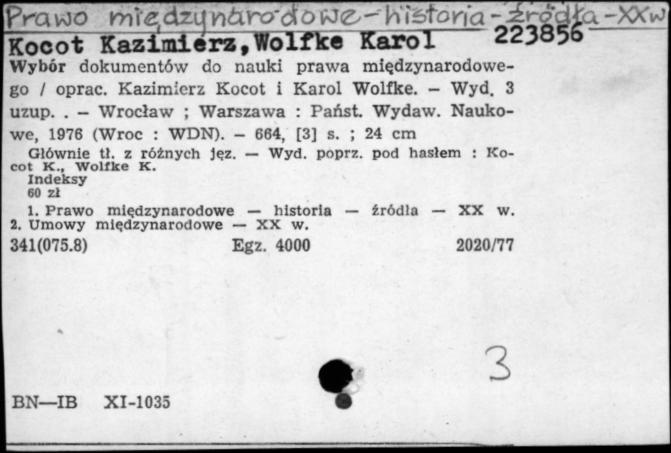 Prawo międzynarodowe-historia-źródła-XXw
Kocot Kazimierz,Wolfke Karol 223856
Wybór dokumentów do nauki prawa międzynarodowe-
go / oprac. Kazimierz Kocot i Karol Wolfke. — Wyd. 3
uzup. . — Wrocław ; Warszawa : Państ. Wydaw. Nauko-
we, 1976 (Wroc : WDN). — 664, [3] s. ; 24 cm
Głównie tł. z różnych jęz. — Wyd. poprz. pod hasłem : Ko-
cot K., Wolfke K.
Indeksy
60 zł
1. Prawo międzynarodowe — historia — źródła — XX w.
2. Umowy międzynarodowe — XX w.
341(075.8) Egz. 4000 2020/77
3
BN—IB XI-1035